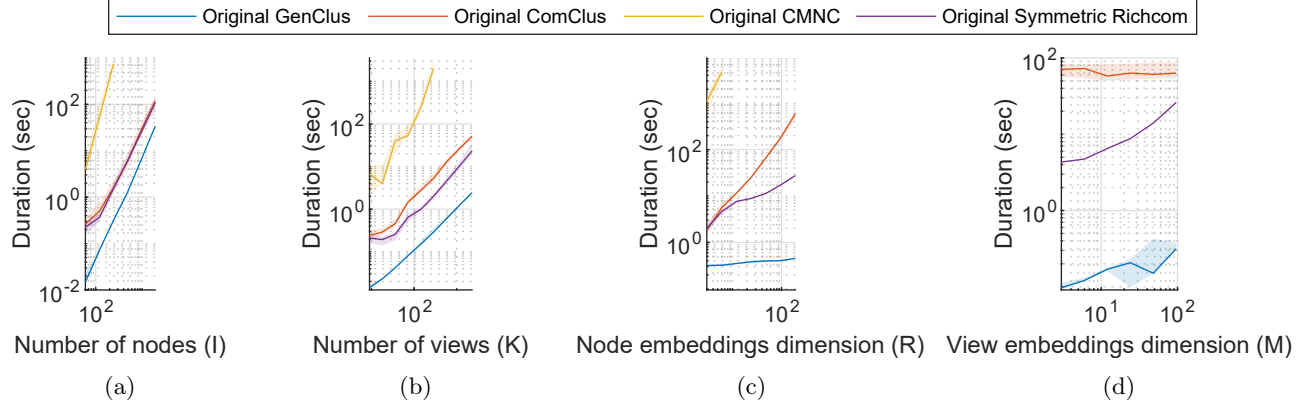 Original GenClus Original ComClus Original CMNC Original Symmetric Richcom
Duration (sec)
10^2
10^0
10^-2
10^2
Number of nodes (I)
(a)
Duration (sec)
10^2
10^0
10^2
Number of views (K)
(b)
Duration (sec)
10^2
10^0
10^2
Node embeddings dimension (R)
(c)
Duration (sec)
10^2
10^0
10^1
10^2
View embeddings dimension (M)
(d)